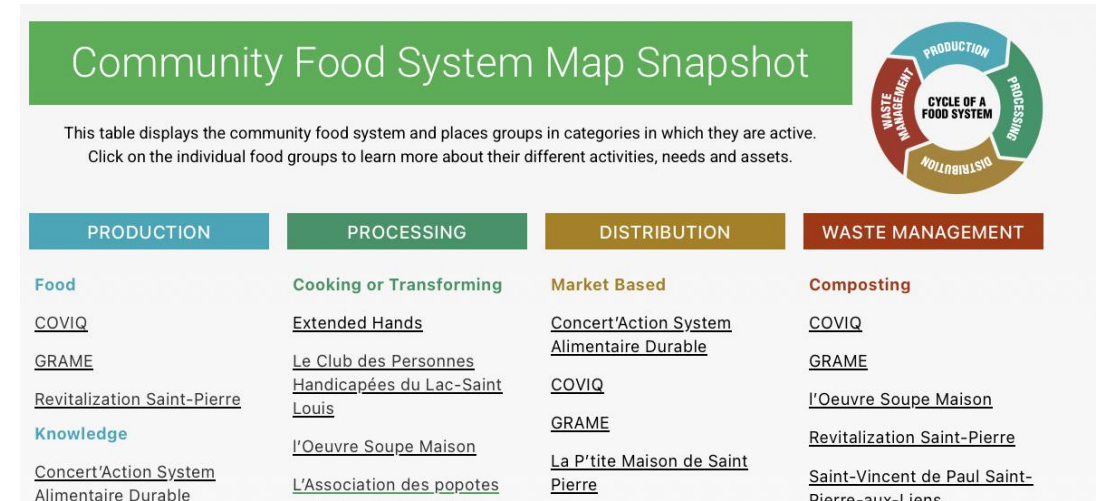 Community Food System Map Snapshot
This table displays the community food system and places groups in categories in which they are active.
Click on the individual food groups to learn more about their different activities, needs and assets.
PRODUCTION
PROCESSING
DISTRIBUTION
WASTE MANAGEMENT
CYCLE OF A
FOOD SYSTEM
PRODUCTION
Food
COVIQ
GRAME
Revitalization Saint-Pierre
Knowledge
Concert'Action System
Alimentaire Durable
PROCESSING
Cooking or Transforming
Extended Hands
Le Club des Personnes
Handicapées du Lac-Saint
Louis
l'Oeuvre Soupe Maison
L'Association des popotes
DISTRIBUTION
Market Based
Concert'Action System
Alimentaire Durable
COVIQ
GRAME
La P'tite Maison de Saint
Pierre
WASTE MANAGEMENT
Composting
COVIQ
GRAME
l'Oeuvre Soupe Maison
Revitalization Saint-Pierre
Saint-Vincent de Paul Saint-
Pierre-aux-Liens